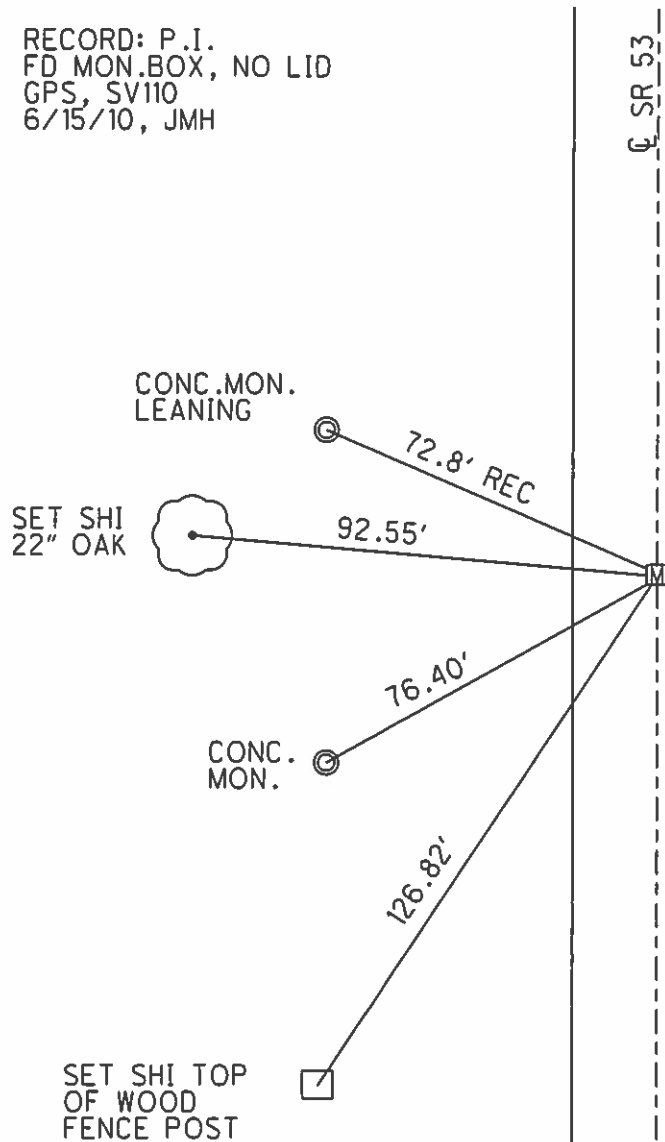 RECORD: P.I.
FD MON.BOX, NO LID
GPS, SV110
6/15/10, JMH
℄ SR 53
CONC.MON.
LEANING
72.8' REC
SET SHI
22" OAK
92.55'
M
76.40'
CONC.
MON.
126.82'
SET SHI TOP
OF WOOD
FENCE POST